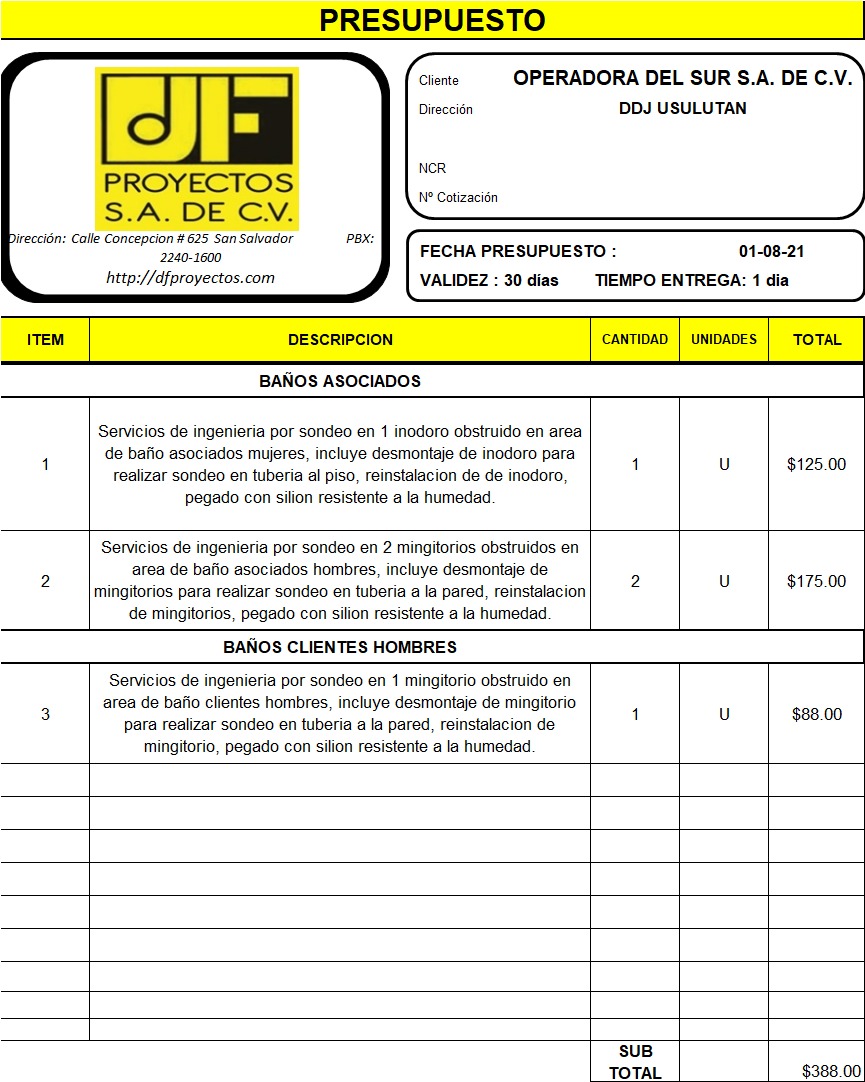 PRESUPUESTO
DF
PROYECTOS
S.A. DE C.V.
Dirección: Calle Concepcion # 625 San Salvador PBX:
2240-1600
http://dfproyectos.com
Cliente OPERADORA DEL SUR S.A. DE C.V.
Dirección DDJ USULUTAN
NCR
Nº Cotización
FECHA PRESUPUESTO : 01-08-21
VALIDEZ : 30 días TIEMPO ENTREGA: 1 dia
ITEM DESCRIPCION CANTIDAD UNIDADES TOTAL
BAÑOS ASOCIADOS
Servicios de ingenieria por sondeo en 1 inodoro obstruido en area
de baño asociados mujeres, incluye desmontaje de inodoro para
1 1 U $125.00
realizar sondeo en tuberia al piso, reinstalacion de de inodoro,
pegado con silion resistente a la humedad.
Servicios de ingenieria por sondeo en 2 mingitorios obstruidos en
area de baño asociados hombres, incluye desmontaje de
2 2 U $175.00
mingitorios para realizar sondeo en tuberia a la pared, reinstalacion
de mingitorios, pegado con silion resistente a la humedad.
BAÑOS CLIENTES HOMBRES
Servicios de ingenieria por sondeo en 1 mingitorio obstruido en
area de baño clientes hombres, incluye desmontaje de mingitorio
3 1 U $88.00
para realizar sondeo en tuberia a la pared, reinstalacion de
mingitorio, pegado con silion resistente a la humedad.
SUB
TOTAL $388.00